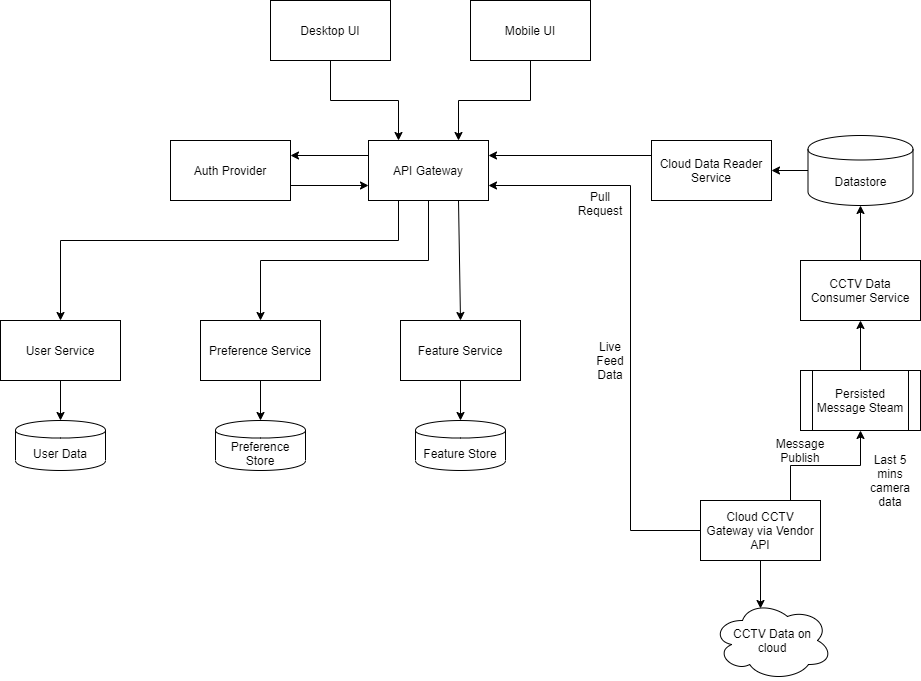 Desktop UI
Mobile UI
Auth Provider
API Gateway
Cloud Data Reader
Service
Datastore
Pull
Request
CCTV Data
Consumer Service
User Service
Preference Service
Feature Service
Live
Feed
Data
Persisted
Message Steam
User Data
Preference
Store
Feature Store
Message
Publish
Last 5
mins
camera
data
Cloud CCTV
Gateway via Vendor
API
CCTV Data on
cloud